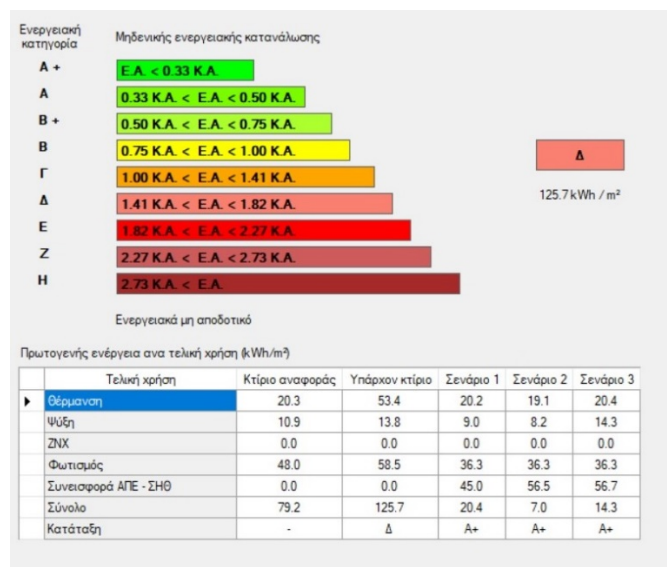 Ενεργειακή
κατηγορία
Μηδενικής ενεργειακής κατανάλωσης
Α +
Ε.Α. < 0.33 Κ.Α.
Α
0.33 Κ.Α. < Ε.Α. < 0.50 Κ.Α.
Β +
0.50 Κ.Α. < Ε.Α. < 0.75 Κ.Α.
Β
0.75 Κ.Α. < Ε.Α. < 1.00 Κ.Α.
Γ
1.00 Κ.Α. < Ε.Α. < 1.41 Κ.Α.
Δ
1.41 Κ.Α. < Ε.Α. < 1.82 Κ.Α.
Ε
1.82 Κ.Α. < Ε.Α. < 2.27 Κ.Α.
Ζ
2.27 Κ.Α. < Ε.Α. < 2.73 Κ.Α.
Η
2.73 Κ.Α. < Ε.Α.
Δ
125.7 kWh / m²
Ενεργειακά μη αποδοτικό
Πρωτογενής ενέργεια ανα τελική χρήση (kWh/m²)
Τελική χρήση Κτίριο αναφοράς Υπάρχον κτίριο Σενάριο 1 Σενάριο 2 Σενάριο 3
Θέρμανση 20.3 53.4 20.2 19.1 20.4
Ψύξη 10.9 13.8 9.0 8.2 14.3
ΖΝΧ 0.0 0.0 0.0 0.0 0.0
Φωτισμός 48.0 58.5 36.3 36.3 36.3
Συνεισφορά ΑΠΕ - ΣΗΘ 0.0 0.0 45.0 56.5 56.7
Σύνολο 79.2 125.7 20.4 7.0 14.3
Κατάταξη - Δ Α+ Α+ Α+